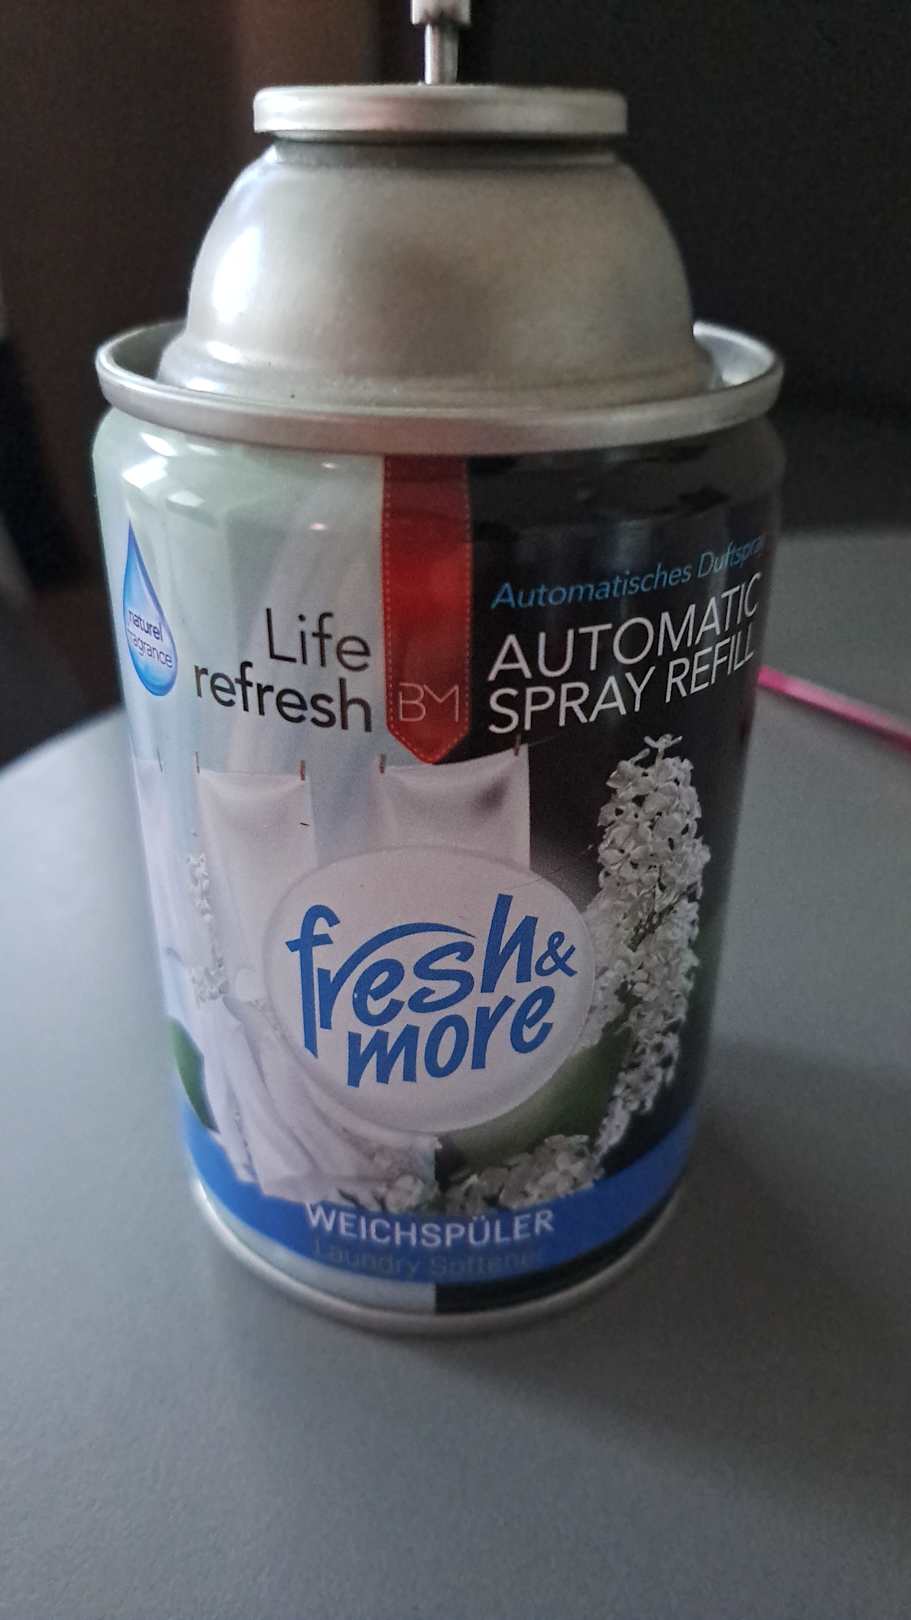 Automatisches Duftspray
AUTOMATIC
SPRAY REFILL
naturel
fragrance
Life
refresh
BM
fresh &
more
WEICHSPÜLER
Laundry Softener